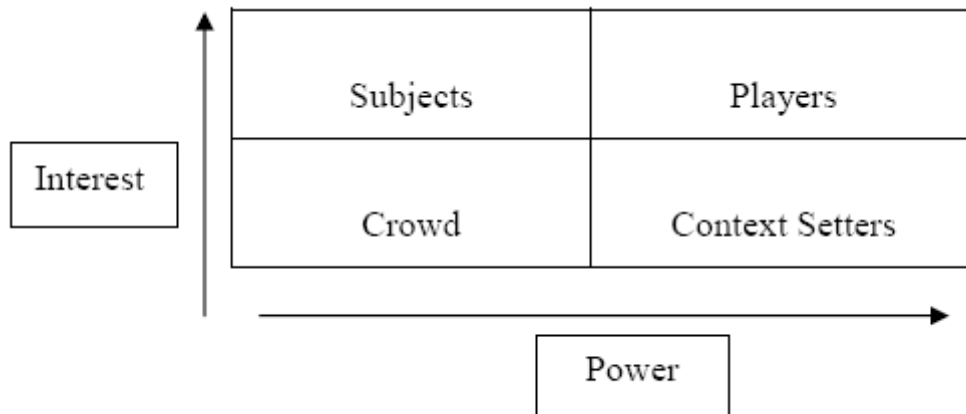 Subjects
Players
Interest
Crowd
Context Setters
Power